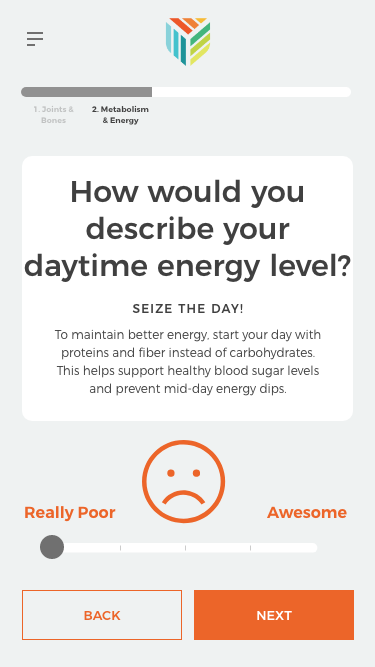 1. Joints &
Bones
2. Metabolism
& Energy
How would you
describe your
daytime energy level?
SEIZE THE DAY!
To maintain better energy, start your day with
proteins and fiber instead of carbohydrates.
This helps support healthy blood sugar levels
and prevent mid-day energy dips.
Really Poor
Awesome
BACK
NEXT